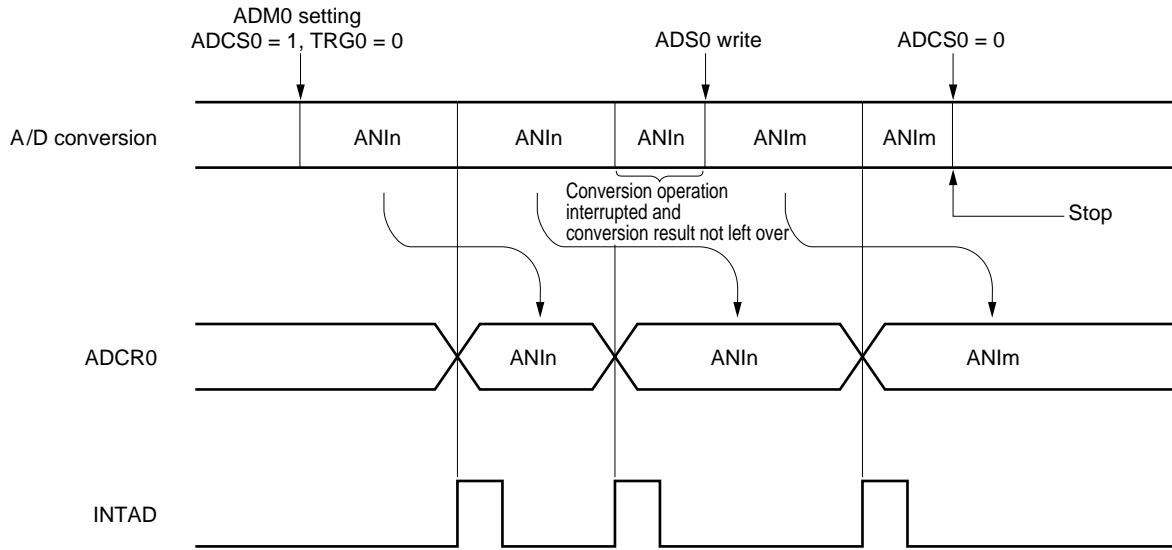 ADM0 setting
ADCS0 = 1, TRG0 = 0
ADS0 write
ADCS0 = 0
A/D conversion
ANIn
ANIn
ANIn
ANIm
ANIm
Conversion operation
interrupted and
conversion result not left over
Stop
ADCR0
ANIn
ANIn
ANIm
INTAD